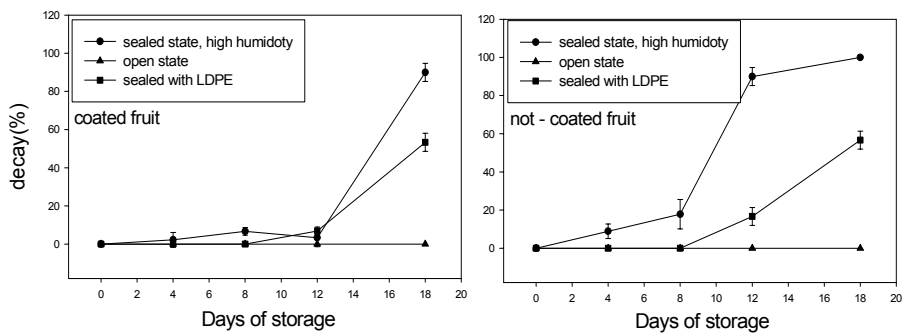 120
100
80
60
40
20
0
decay(%)
sealed state, high humidoty
open state
sealed with LDPE
coated fruit
0 2 4 6 8 10 12 14 16 18 20
Days of storage
120
100
80
60
40
20
0
sealed state, high humidoty
open state
sealed with LDPE
not - coated fruit
0 2 4 6 8 10 12 14 16 18 20
Days of storage